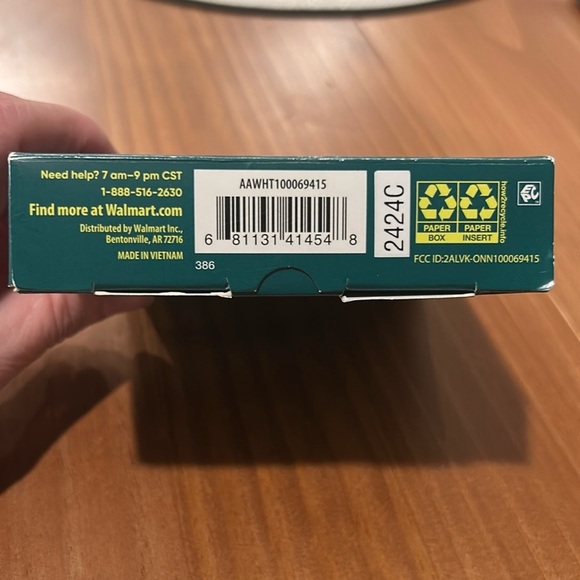 Need help? 7 am–9 pm CST
1-888-516-2630
Find more at Walmart.com
Distributed by Walmart Inc.,
Bentonville, AR 72716
MADE IN VIETNAM
AAWHT100069415
6 81131 41454 8
386
2424C
PAPER
BOX
PAPER
INSERT
how2recycle.info
FCC ID:2ALVK-ONN100069415